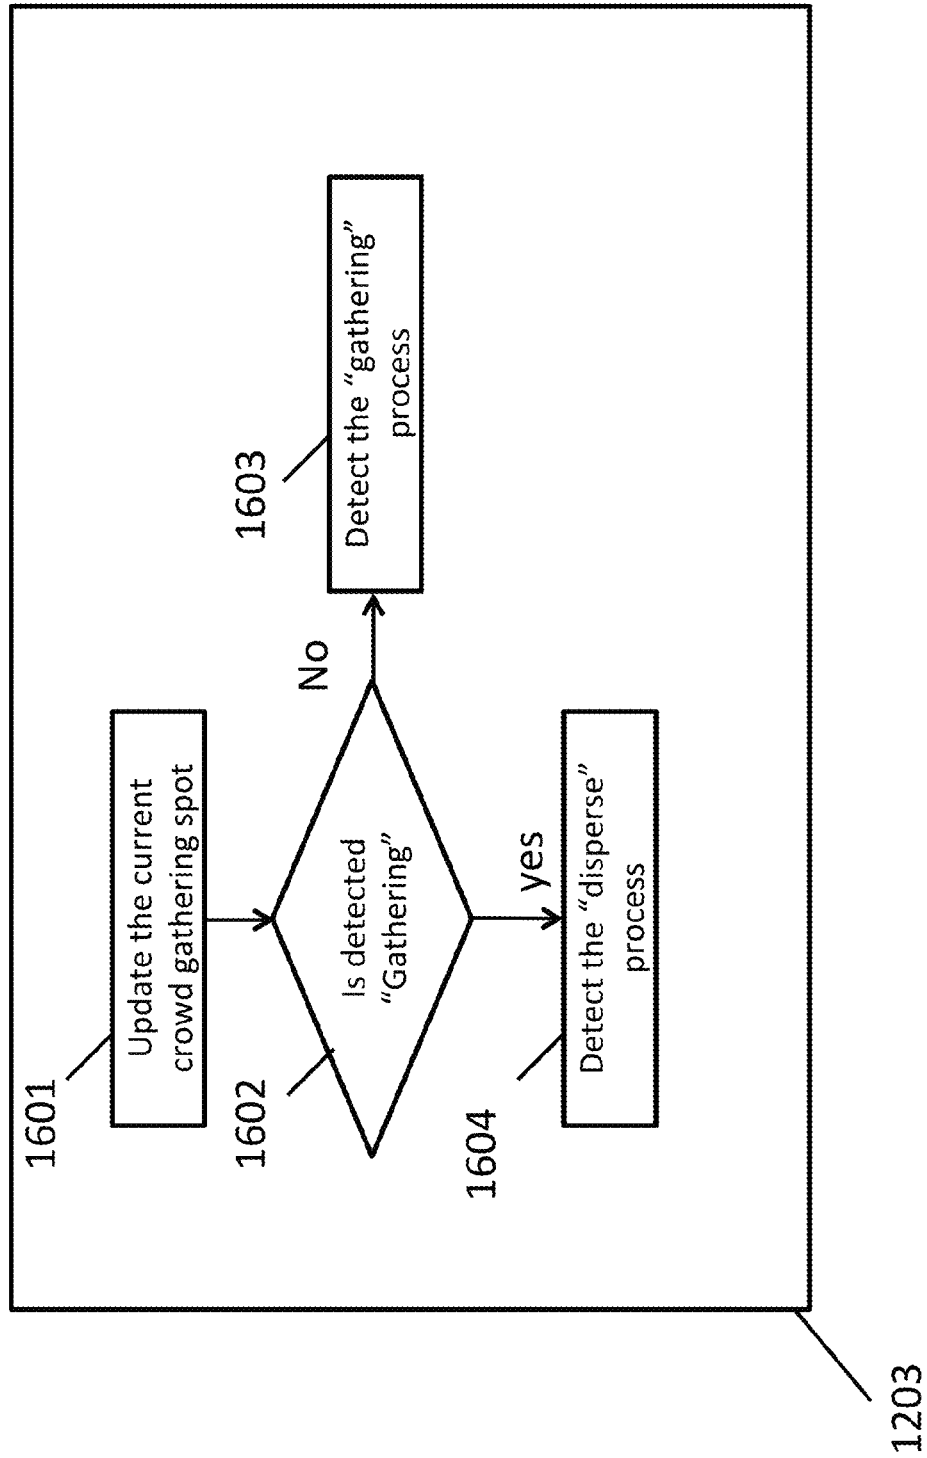 1601
Update the current
crowd gathering spot
1602
Is detected
“Gathering”
No
1603
Detect the “gathering”
process
yes
1604
Detect the “disperse”
process
1203